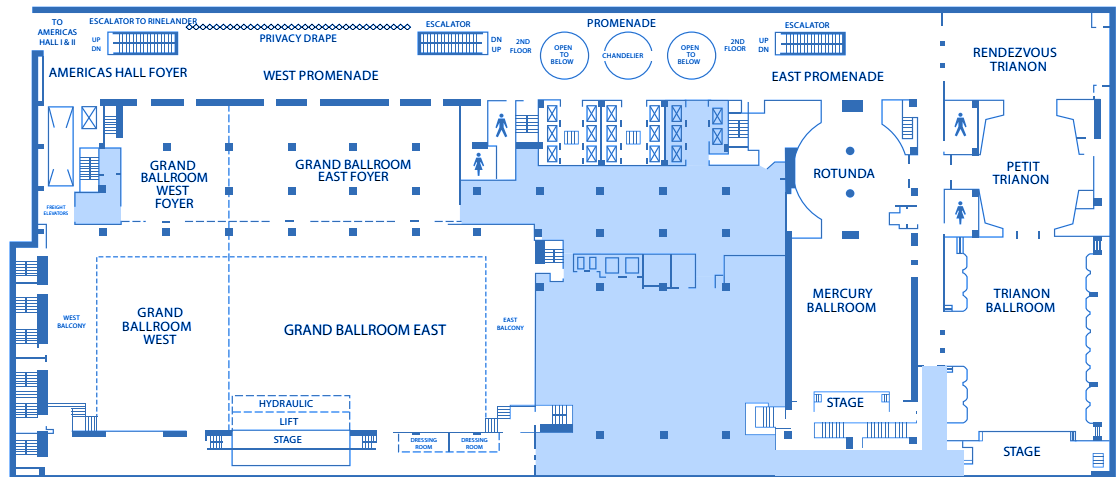 TO
AMERICAS
HALL I & II
ESCALATOR TO RINELANDER
UP
DN
PRIVACY DRAPE
ESCALATOR
DN
UP
2ND
FLOOR
PROMENADE
OPEN
TO
BELOW
CHANDELIER
OPEN
TO
BELOW
2ND
FLOOR
ESCALATOR
UP
DN
RENDEZVOUS
TRIANON
AMERICAS HALL FOYER
WEST PROMENADE
EAST PROMENADE
GRAND
BALLROOM
WEST
FOYER
GRAND BALLROOM
EAST FOYER
ROTUNDA
PETIT
TRIANON
FREIGHT
ELEVATORS
WEST
BALCONY
GRAND
BALLROOM
WEST
GRAND BALLROOM EAST
EAST
BALCONY
MERCURY
BALLROOM
TRIANON
BALLROOM
HYDRAULIC
LIFT
STAGE
DRESSING
ROOM
DRESSING
ROOM
STAGE
STAGE